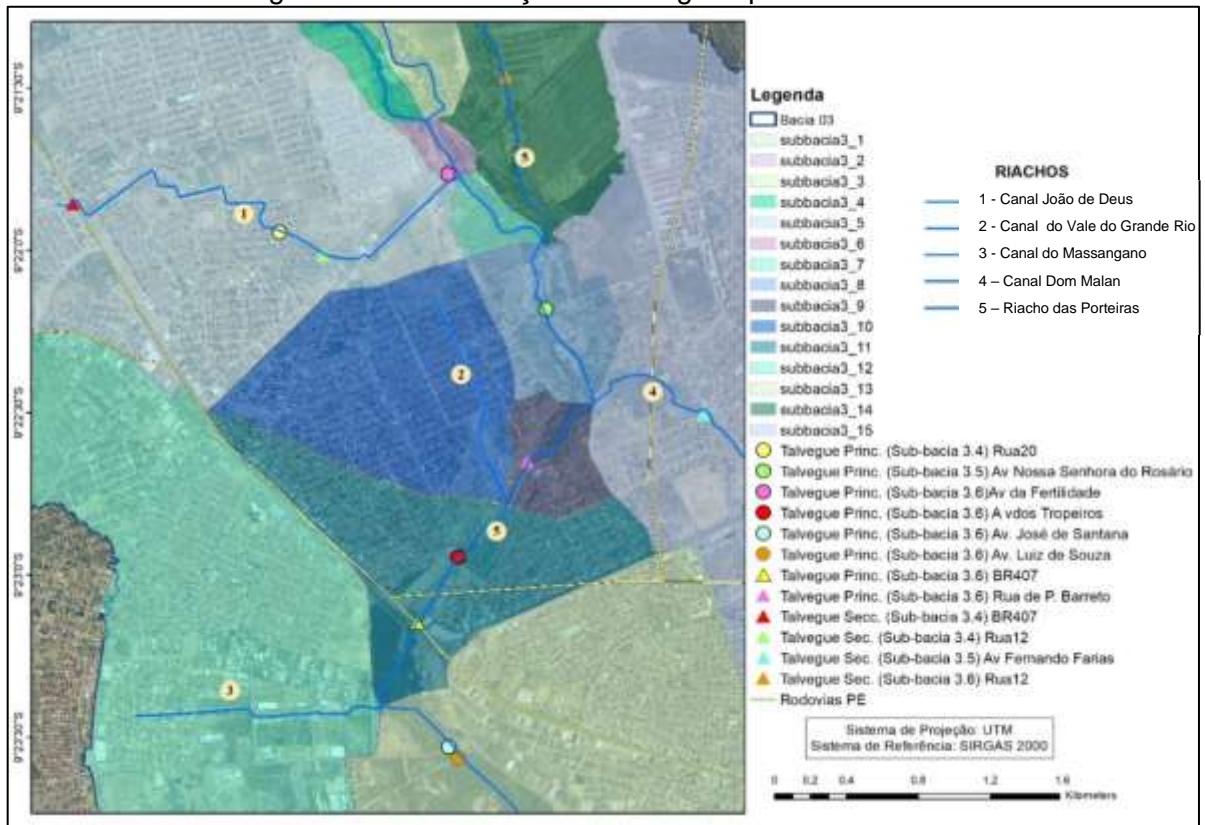 Legenda
Bacia 03
subbacia3_1
subbacia3_2
subbacia3_3
subbacia3_4
subbacia3_5
subbacia3_6
subbacia3_7
subbacia3_8
subbacia3_9
subbacia3_10
subbacia3_11
subbacia3_12
subbacia3_13
subbacia3_14
subbacia3_15
Talvegue Princ. (Sub-bacia 3.4) Rua20
Talvegue Princ. (Sub-bacia 3.5) Av Nossa Senhora do Rosário
Talvegue Princ. (Sub-bacia 3.6)Av da Fertilidade
Talvegue Princ. (Sub-bacia 3.6) A vdos Tropeiros
Talvegue Princ. (Sub-bacia 3.6) Av. José de Santana
Talvegue Princ. (Sub-bacia 3.6) Av. Luiz de Souza
Talvegue Princ. (Sub-bacia 3.6) BR407
Talvegue Princ. (Sub-bacia 3.6) Rua de P. Barreto
Talvegue Secc. (Sub-bacia 3.4) BR407
Talvegue Sec. (Sub-bacia 3.4) Rua12
Talvegue Sec. (Sub-bacia 3.5) Av Fernando Farias
Talvegue Sec. (Sub-bacia 3.6) Rua12
Rodovias PE
RIACHOS
1 - Canal João de Deus
2 - Canal do Vale do Grande Rio
3 - Canal do Massangano
4 – Canal Dom Malan
5 – Riacho das Porteiras
Sistema de Projeção: UTM
Sistema de Referência: SIRGAS 2000
0 0.2 0.4 0.8 1.2 1.6
Kilometers
5
1
2
4
5
3